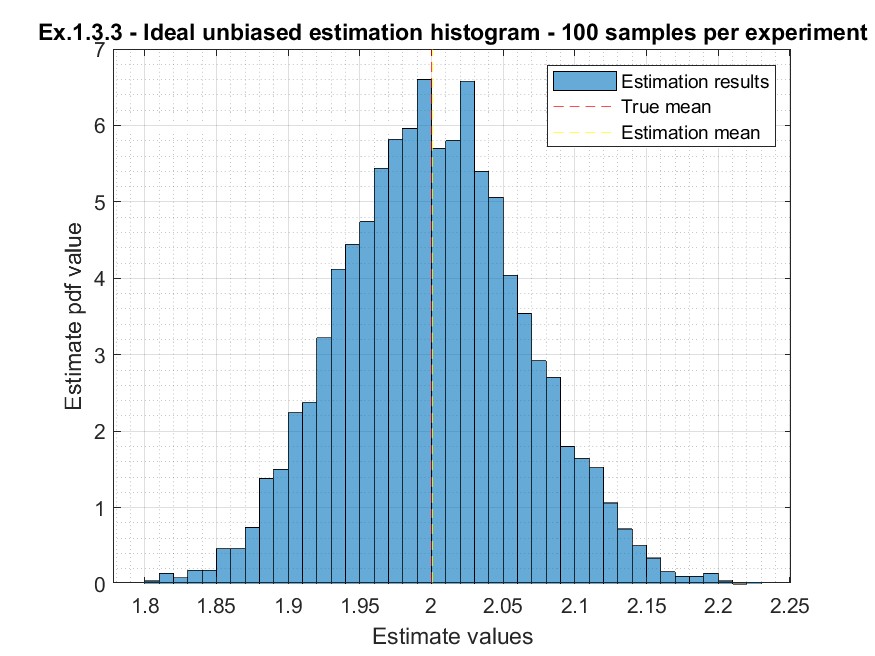 Ex.1.3.3 - Ideal unbiased estimation histogram - 100 samples per experiment
7
6
5
4
3
2
1
0
Estimate pdf value
Estimation results
True mean
Estimation mean
1.8 1.85 1.9 1.95 2 2.05 2.1 2.15 2.2 2.25
Estimate values